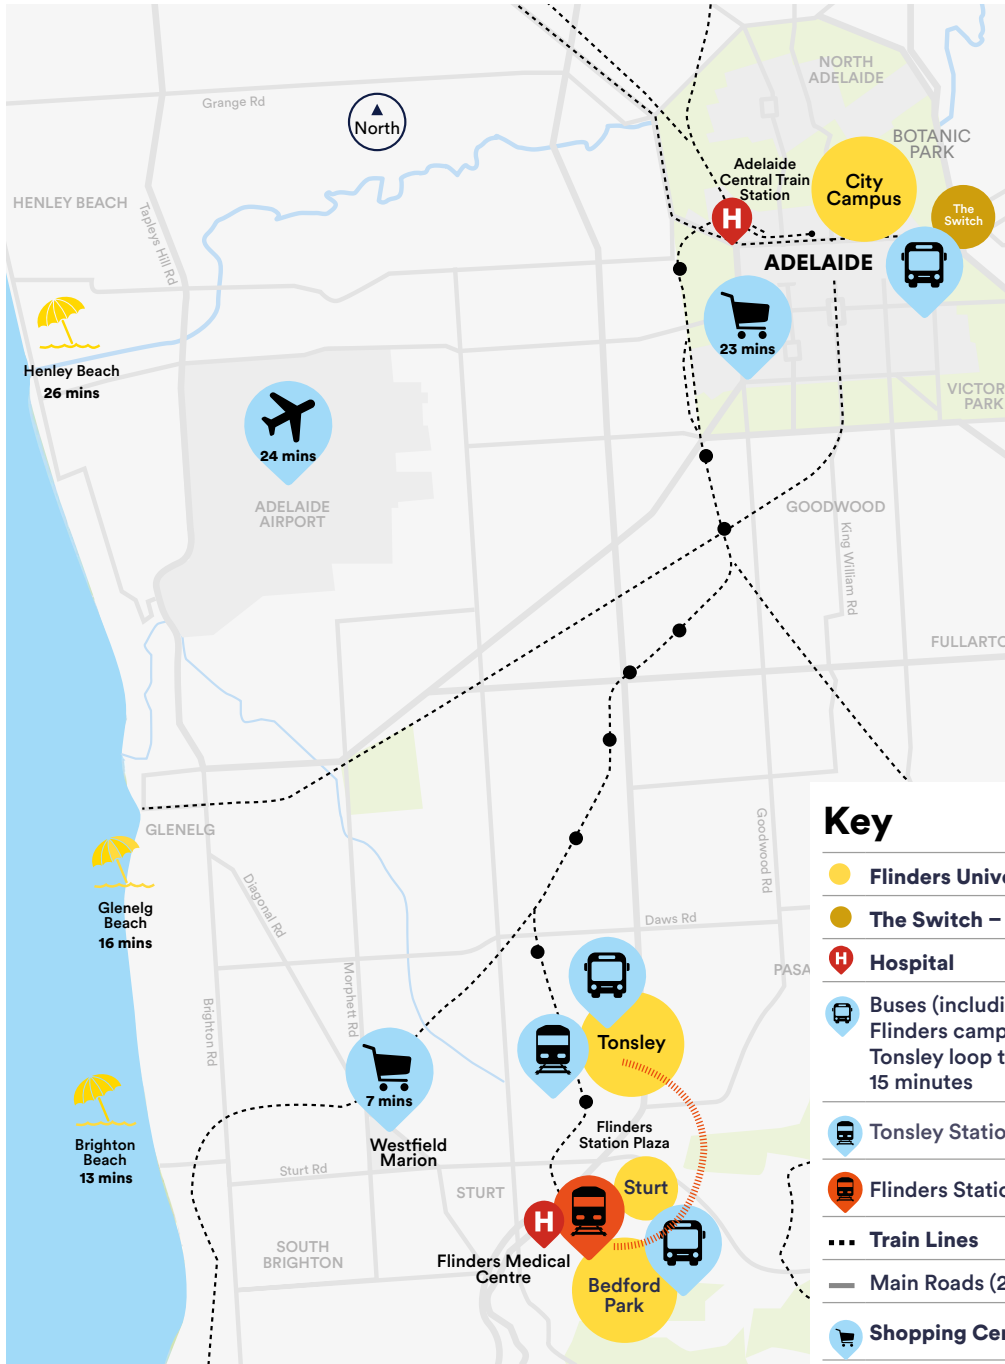 NORTH
ADELAIDE
Grange Rd
North
BOTANIC
PARK
Adelaide
Central Train
Station
City
Campus
HENLEY BEACH
Tapleys Hill Rd
H
The
Switch
ADELAIDE
23 mins
Henley Beach
26 mins
24 mins
VICTOR
PARK
ADELAIDE
AIRPORT
GOODWOOD
King William Rd
FULLARTO
GLENELG
Goodwood Rd
Glenelg
Beach
16 mins
Diagonal Rd
Daws Rd
PASA
Morphett Rd
Brighton Rd
Tonsley
7 mins
Westfield
Marion
Brighton
Beach
13 mins
Flinders
Station Plaza
Sturt Rd
STURT
Sturt
H
Flinders Medical
Centre
SOUTH
BRIGHTON
Bedford
Park
Key
Flinders Unive
The Switch –
H
Hospital
Buses (includi
Flinders camp
Tonsley loop t
15 minutes
Tonsley Statio
Flinders Statio
Train Lines
Main Roads (2
Shopping Cer